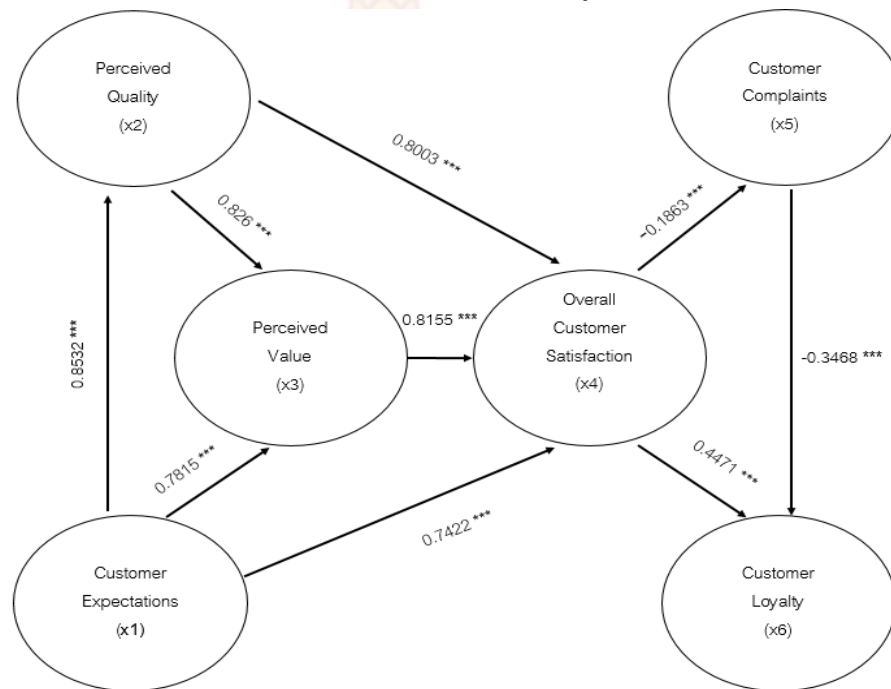 Perceived
Quality
(x2)
Customer
Complaints
(x5)
0.8003 ***
0.826 ***
−0.1863 ***
Overall
Customer
Satisfaction
(x4)
Perceived
Value
(x3)
0.8155 ***
0.8532 ***
-0.3468 ***
0.7815 ***
0.4471 ***
0.7422 ***
Customer
Expectations
(x1)
Customer
Loyalty
(x6)